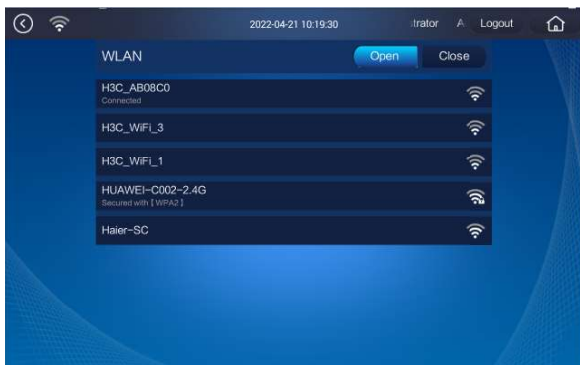 2022-04-21 10:19:30 trator A Logout
WLAN Open Close
H3C_AB08C0
Connected
H3C_WiFi_3
H3C_WiFi_1
HUAWEI-C002-2.4G
Secured with [ WPA2 ]
Haier-SC